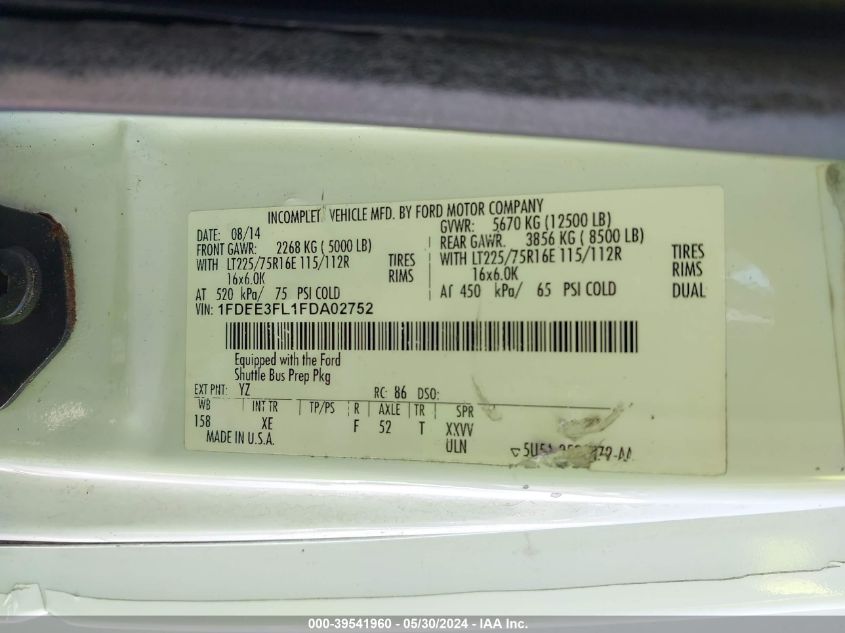 INCOMPLET VEHICLE MFD. BY FORD MOTOR COMPANY
DATE: 08/14 GVWR: 5670 KG (12500 LB)
FRONT GAWR: 2268 KG (5000 LB) REAR GAWR. 3856 KG (8500 LB)
WITH LT225/75R16E 115/112R TIRES WITH LT225/75R16E 115/112R TIRES
16x6.0K RIMS 16x6.0K RIMS
AT 520 kPa/ 75 PSI COLD AT 450 kPa/ 65 PSI COLD DUAL
VIN: 1FDEE3FL1FDA02752
Equipped with the Ford
Shuttle Bus Prep Pkg
EXT PNT: YZ RC: 86 DSO:
WB INT TR TP/PS R AXLE TR SPR
158 XE F 52 T XXVV
MADE IN U.S.A. ULN
000-39541960 - 05/30/2024 - IAA Inc.